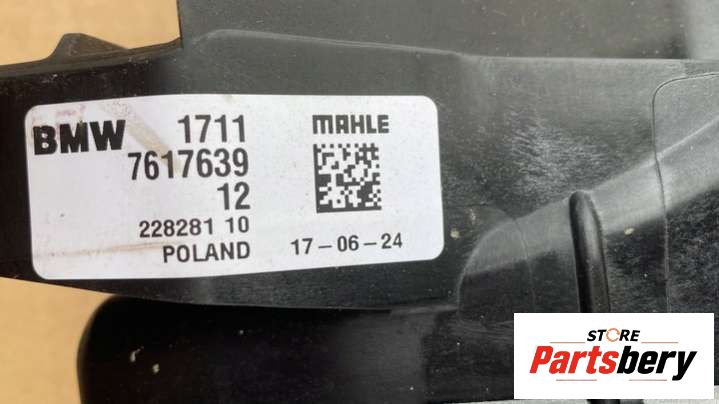 BMW 1711 MAHLE
7617639
12
228281 10
POLAND 17-06-24
STORE
Partsbery